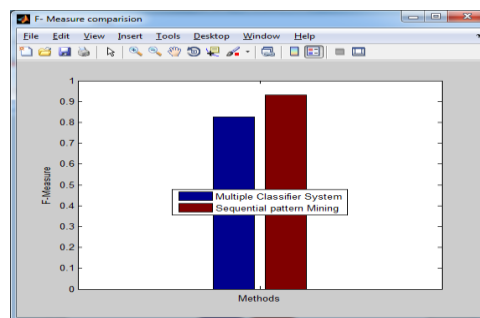 F- Measure comparision
File Edit View Insert Tools Desktop Window Help
1
0.9
0.8
0.7
0.6
0.5
0.4
0.3
0.2
0.1
0
F-Measure
Multiple Classifier System
Sequential pattern Mining
Methods